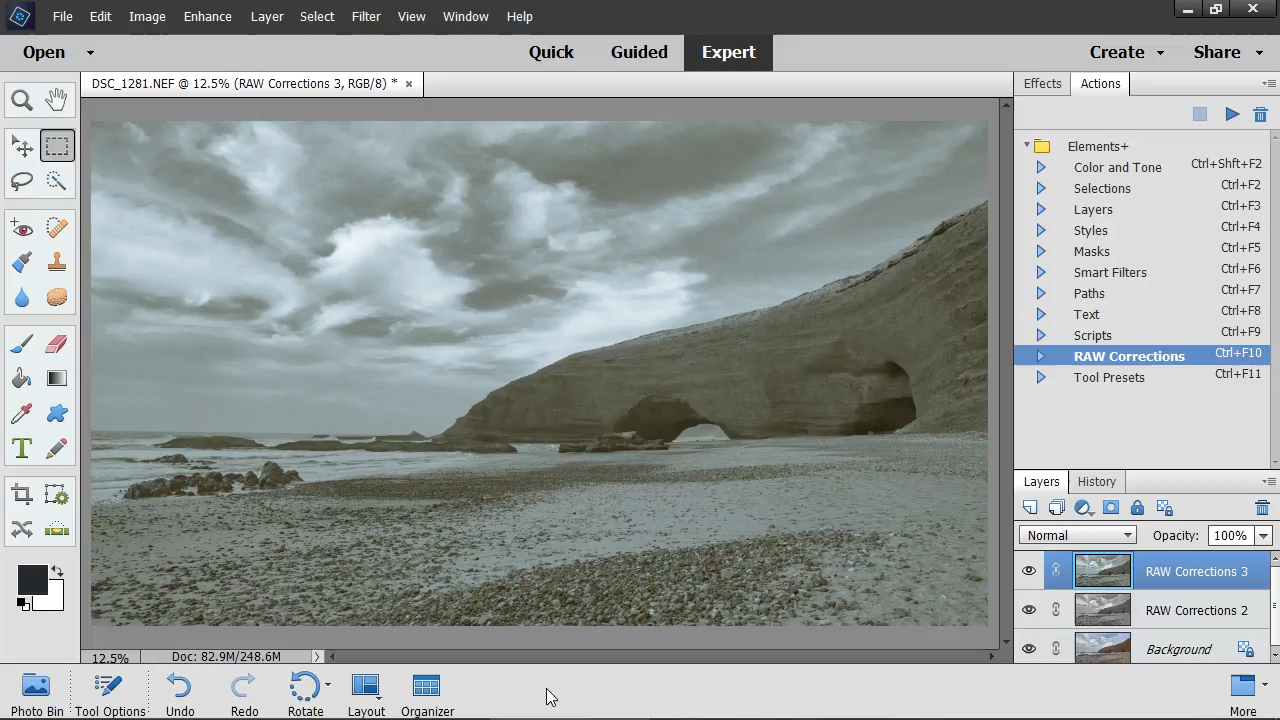 File Edit Image Enhance Layer Select Filter View Window Help
Open Quick Guided Expert Create Share
DSC_1281.NEF @ 12.5% (RAW Corrections 3, RGB/8) * ×
Effects Actions
Elements+
Color and Tone Ctrl+Shft+F2
Selections Ctrl+F2
Layers Ctrl+F3
Styles Ctrl+F4
Masks Ctrl+F5
Smart Filters Ctrl+F6
Paths Ctrl+F7
Text Ctrl+F8
Scripts Ctrl+F9
RAW Corrections Ctrl+F10
Tool Presets Ctrl+F11
Layers History
Normal Opacity: 100%
RAW Corrections 3
RAW Corrections 2
Background
12.5% Doc: 82.9M/248.6M
Photo Bin Tool Options Undo Redo Rotate Layout Organizer More